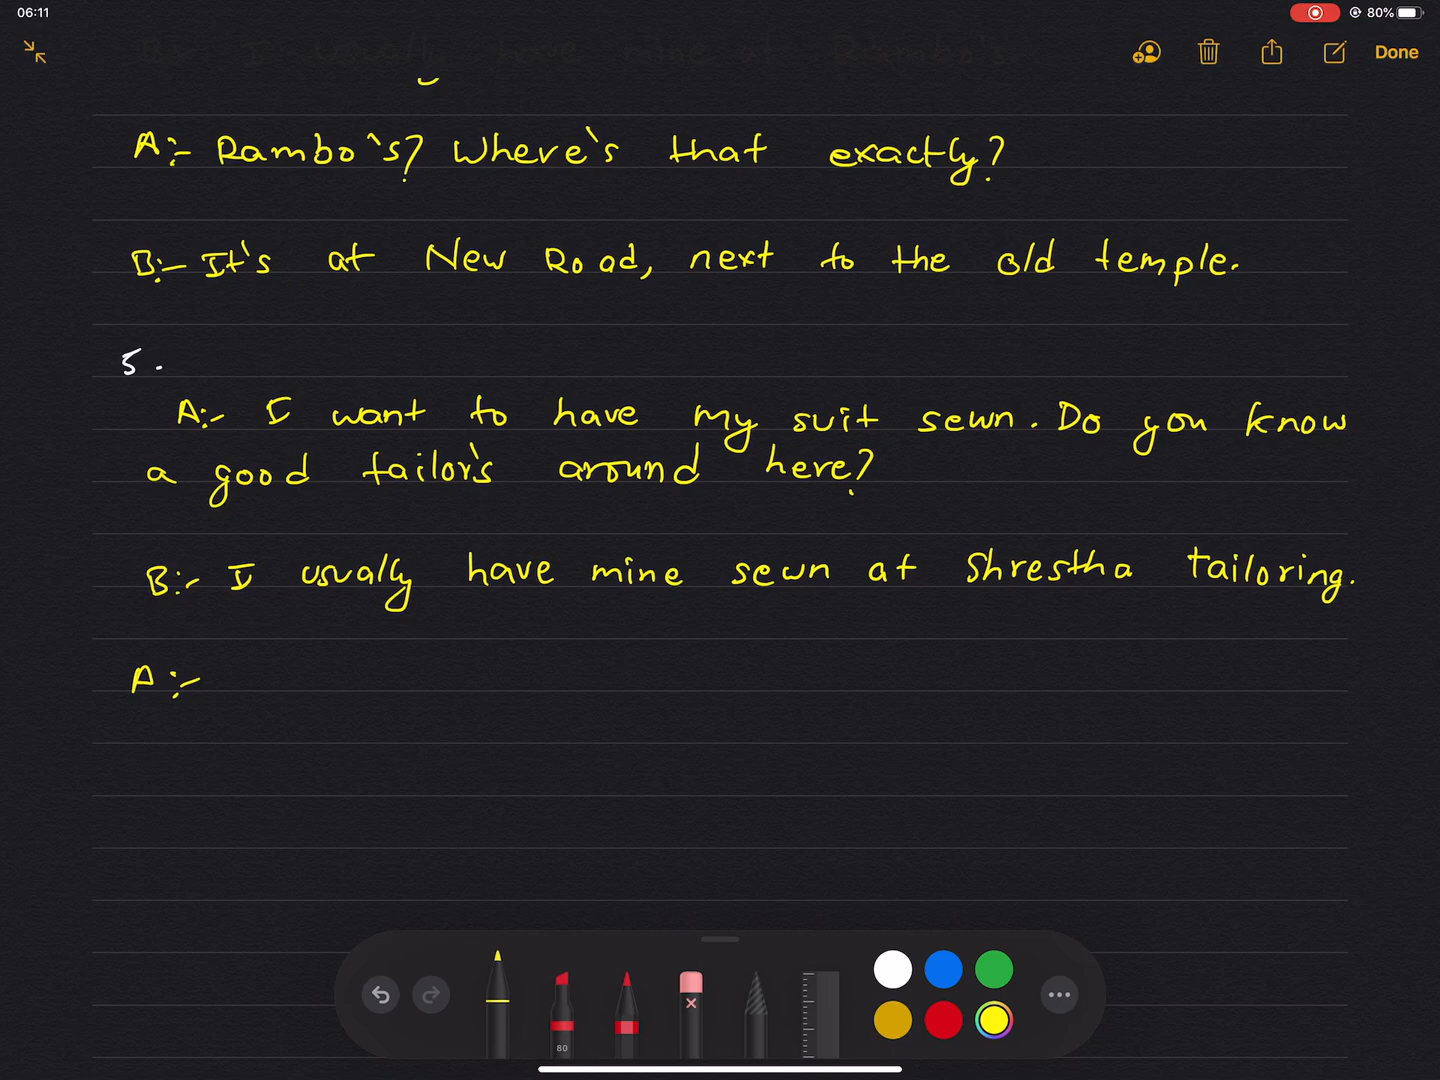 06:11
80%
Done
A:- Rambo's? Where's that exactly?
B:- It's at New Road, next to the old temple.
5.
A:- I want to have my suit sewn. Do you know
a good tailor's around here?
B:- I usually have mine sewn at Shrestha Tailoring.
A:-
80